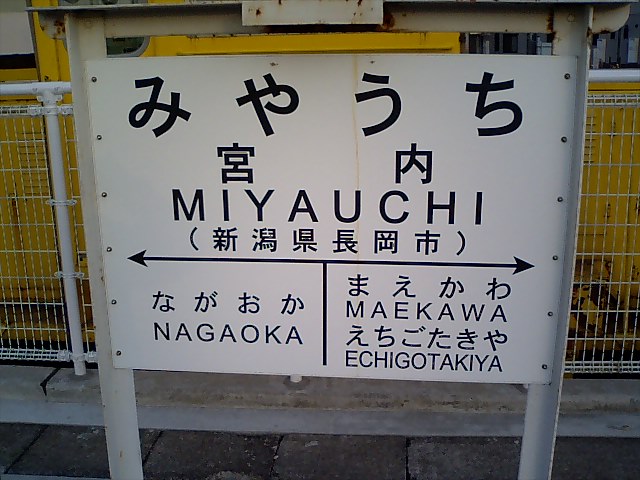 みやうち
宮内
MIYAUCHI
(新潟県長岡市)
ながおか
NAGAOKA
まえかわ
MAEKAWA
えちごたきや
ECHIGOTAKIYA